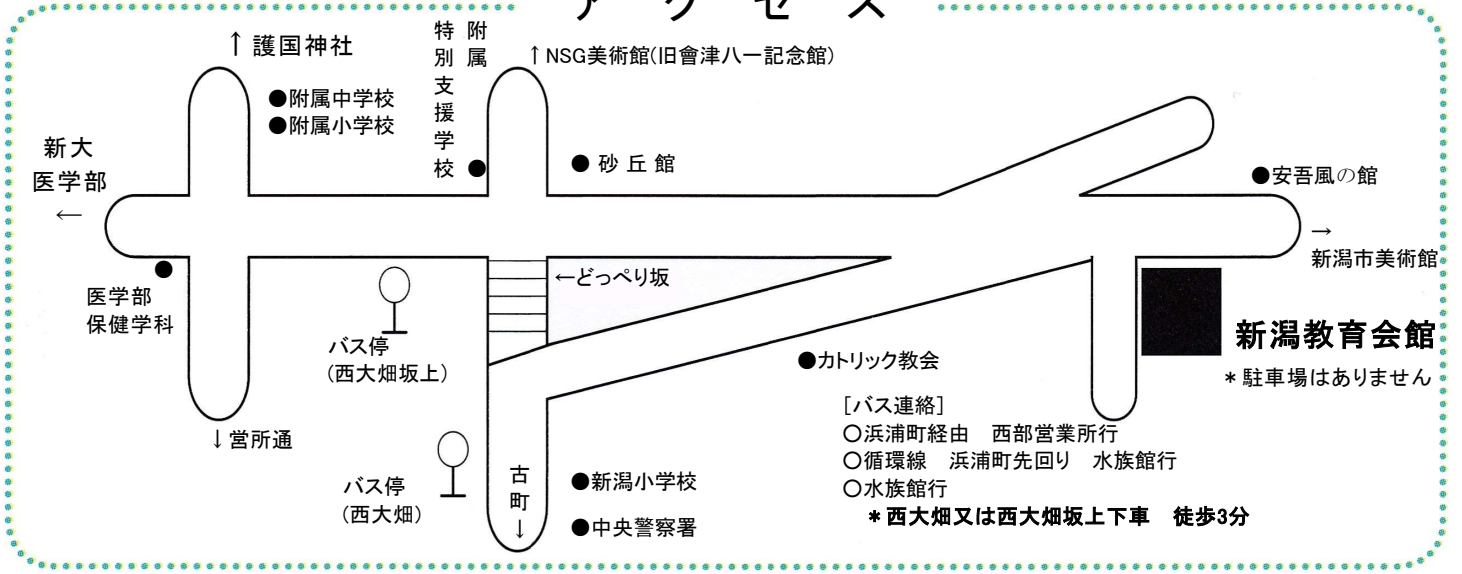 アクセス
↑ 護国神社
●附属中学校
●附属小学校
附属
特別支援学校
↑NSG美術館(旧會津八一記念館)
● 砂丘館
新大
医学部
←
●安吾風の館
→
新潟市美術館
←どっぺり坂
医学部
保健学科
バス停
(西大畑坂上)
新潟教育会館
*駐車場はありません
●カトリック教会
[バス連絡]
○浜浦町経由 西部営業所行
○循環線 浜浦町先回り 水族館行
○水族館行
*西大畑又は西大畑坂上下車 徒歩3分
↓営所通
バス停
(西大畑)
古町
↓
●新潟小学校
●中央警察署